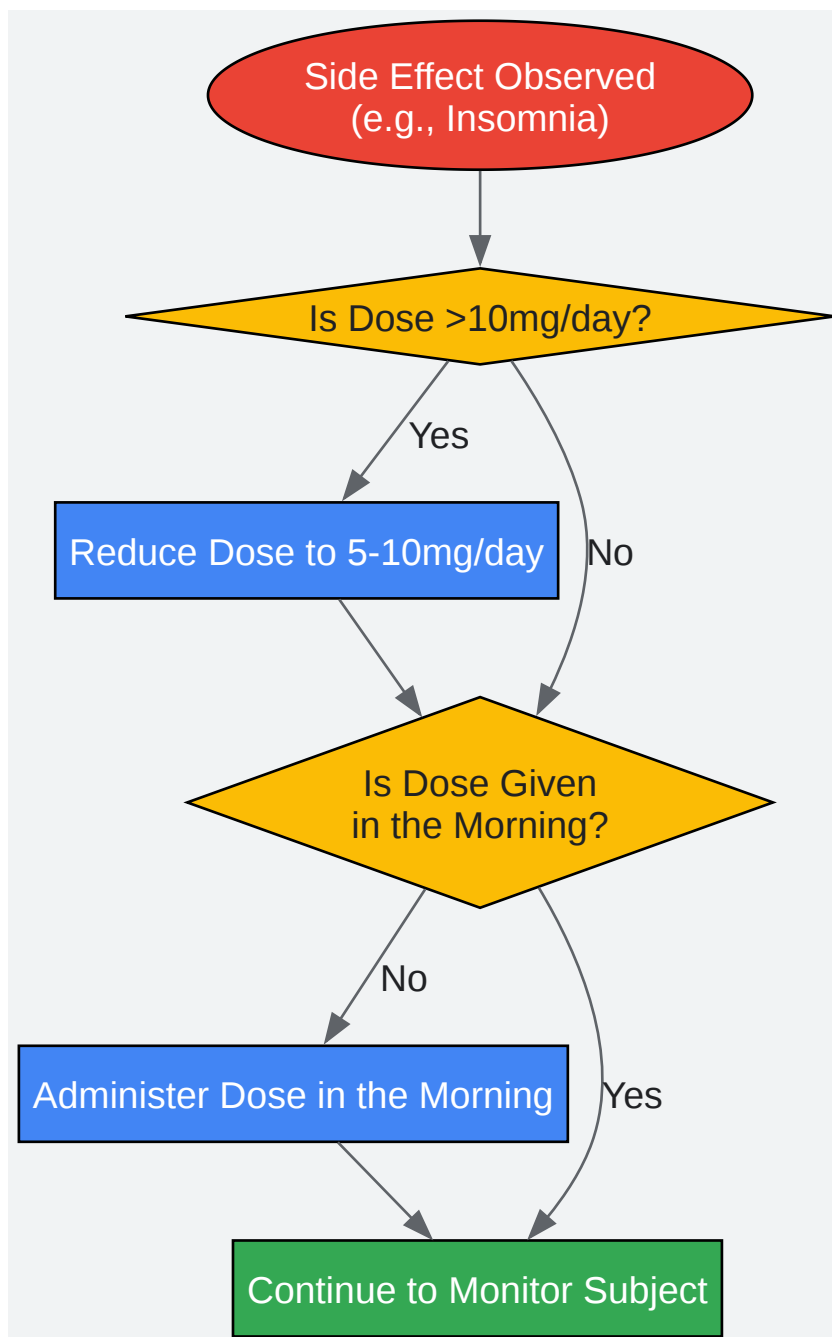 Side Effect Observed
(e.g., Insomnia)
Is Dose >10mg/day?
Yes
Reduce Dose to 5-10mg/day
No
Is Dose Given
in the Morning?
No
Administer Dose in the Morning
Yes
Continue to Monitor Subject